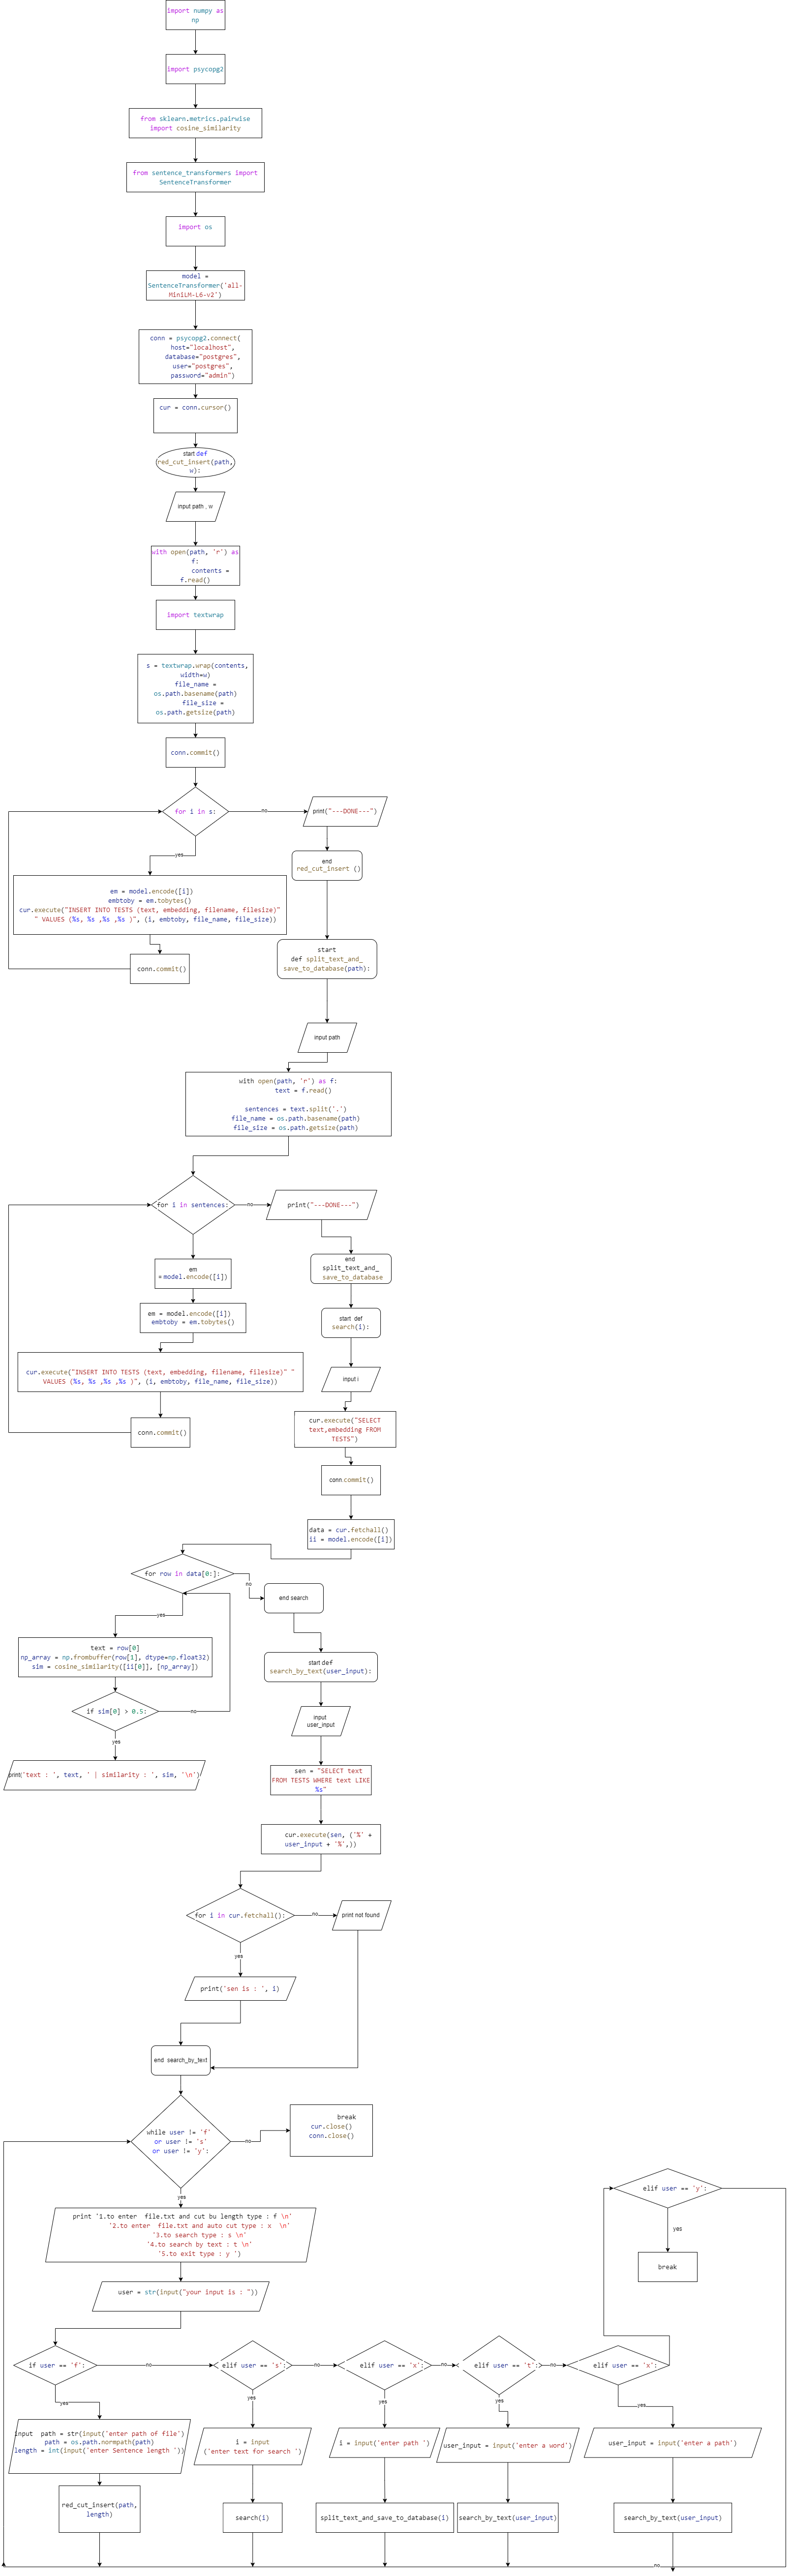 import numpy as
np
import psycopg2
from sklearn.metrics.pairwise
import cosine_similarity
from sentence_transformers import
SentenceTransformer
import os
model =
SentenceTransformer('all-
MiniLM-L6-v2')
conn = psycopg2.connect(
host="localhost",
database="postgres",
user="postgres",
password="admin")
cur = conn.cursor()
start def
red_cut_insert(path,
w):
input path , w
with open(path, 'r') as
f:
contents =
f.read()
import textwrap
s = textwrap.wrap(contents,
width=w)
file_name =
os.path.basename(path)
file_size =
os.path.getsize(path)
conn.commit()
for i in s:
no
print("---DONE---")
yes
end
red_cut_insert ()
em = model.encode([i])
embtoby = em.tobytes()
cur.execute("INSERT INTO TESTS (text, embedding, filename, filesize)"
" VALUES (%s, %s ,%s ,%s )", (i, embtoby, file_name, file_size))
conn.commit()
start
def split_text_and_
save_to_database(path):
input path
with open(path, 'r') as f:
text = f.read()
sentences = text.split('.')
file_name = os.path.basename(path)
file_size = os.path.getsize(path)
for i in sentences:
no
print("---DONE---")
em
= model.encode([i])
end
split_text_and_
save_to_database
em = model.encode([i])
embtoby = em.tobytes()
start def
search(i):
cur.execute("INSERT INTO TESTS (text, embedding, filename, filesize)" "
VALUES (%s, %s ,%s ,%s )", (i, embtoby, file_name, file_size))
input i
conn.commit()
cur.execute("SELECT
text,embedding FROM
TESTS")
conn.commit()
data = cur.fetchall()
ii = model.encode([i])
for row in data[0:]:
no
end search
yes
text = row[0]
np_array = np.frombuffer(row[1], dtype=np.float32)
sim = cosine_similarity([ii[0]], [np_array])
start def
search_by_text(user_input):
if sim[0] > 0.5:
no
input
user_input
yes
print('text : ', text, ' | similarity : ', sim, '\n')
sen = "SELECT text
FROM TESTS WHERE text LIKE
%s"
cur.execute(sen, ('%' +
user_input + '%',))
for i in cur.fetchall():
no
print not found
yes
print('sen is : ', i)
end search_by_text
while user != 'f'
or user != 's'
or user != 'y':
no
break
cur.close()
conn.close()
yes
elif user == 'y':
yes
break
print '1.to enter  file.txt and cut bu length type : f \n'
'2.to enter  file.txt and auto cut type : x  \n'
'3.to search type : s \n'
'4.to search by text : t \n'
'5.to exit type : y ')
user = str(input("your input is : "))
if user == 'f':
no
elif user == 's':
no
elif user == 'x':
no
elif user == 't':
no
elif user == 'x':
yes
yes
yes
yes
yes
input  path = str(input('enter path of file')
path = os.path.normpath(path)
length = int(input('enter Sentence length '))
i = input
('enter text for search ')
i = input('enter path ')
user_input = input('enter a word')
user_input = input('enter a path')
red_cut_insert(path,
length)
search(i)
split_text_and_save_to_database(i)
search_by_text(user_input)
search_by_text(user_input)
no